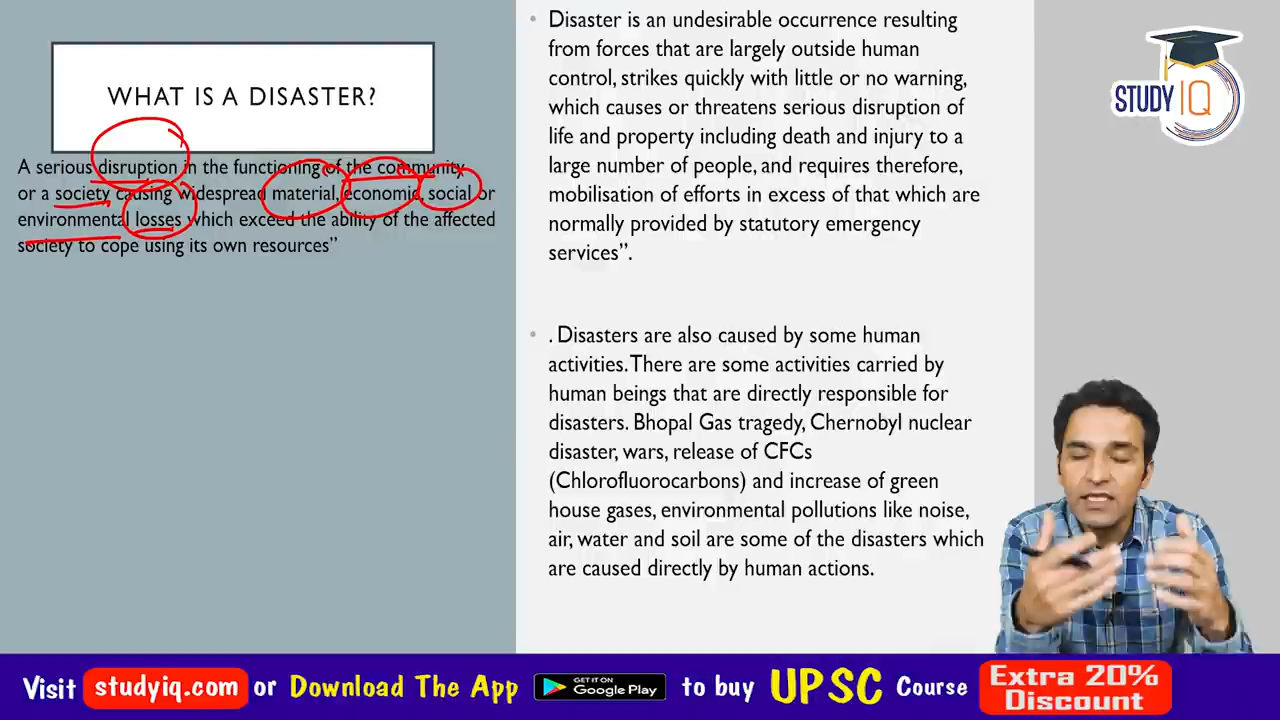 WHAT IS A DISASTER?
A serious disruption in the functioning of the community
or a society causing widespread material, economic, social or
environmental losses which exceed the ability of the affected
society to cope using its own resources”
• Disaster is an undesirable occurrence resulting
from forces that are largely outside human
control, strikes quickly with little or no warning,
which causes or threatens serious disruption of
life and property including death and injury to a
large number of people, and requires therefore,
mobilisation of efforts in excess of that which are
normally provided by statutory emergency
services”.
• . Disasters are also caused by some human
activities. There are some activities carried by
human beings that are directly responsible for
disasters. Bhopal Gas tragedy, Chernobyl nuclear
disaster, wars, release of CFCs
(Chlorofluorocarbons) and increase of green
house gases, environmental pollutions like noise,
air, water and soil are some of the disasters which
are caused directly by human actions.
STUDY IQ
Visit studyiq.com or Download The App GET IT ON Google Play to buy UPSC Course Extra 20% Discount